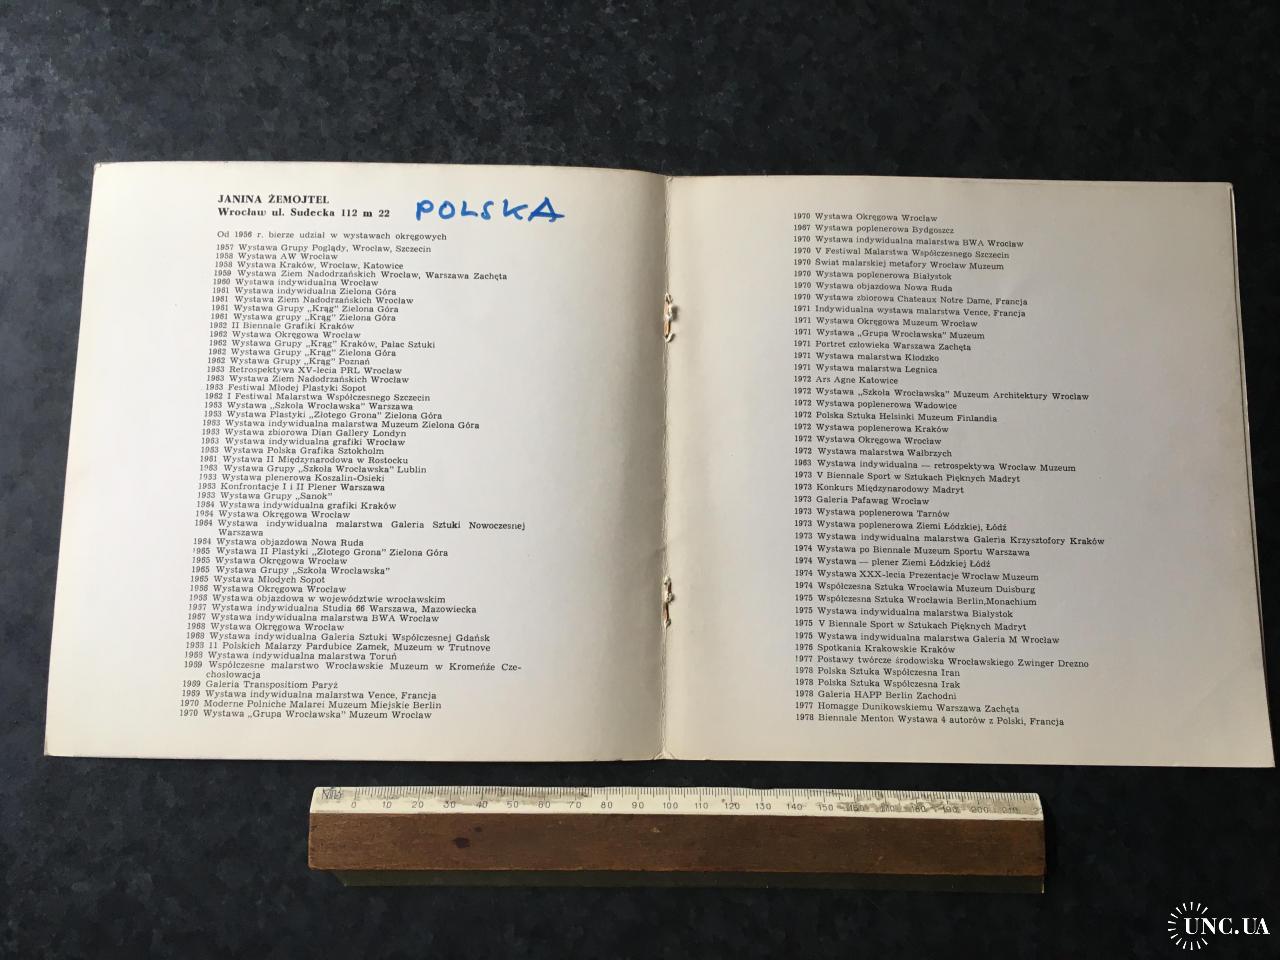 JANINA ŻEMOJTEL
Wrocław ul. Sudecka 112 m 22
POLSKA
Od 1956 r. bierze udział w wystawach okręgowych
1957 Wystawa Grupy Poglądy, Wrocław, Szczecin
1958 Wystawa AW Wrocław
1958 Wystawa Kraków, Wrocław, Katowice
1959 Wystawa Ziem Nadodrzańskich Wrocław, Warszawa Zachęta
1960 Wystawa indywidualna Wrocław
1961 Wystawa indywidualna Zielona Góra
1961 Wystawa Ziem Nadodrzańskich Wrocław
1961 Wystawa Grupy „Krąg" Zielona Góra
1961 Wystawa grupy „Krąg" Zielona Góra
1962 II Biennale Grafiki Kraków
1962 Wystawa Okręgowa Wrocław
1962 Wystawa Grupy „Krąg" Kraków, Pałac Sztuki
1962 Wystawa Grupy „Krąg" Zielona Góra
1962 Wystawa Grupy „Krąg" Poznań
1963 Retrospektywa XV-lecia PRL Wrocław
1963 Wystawa Ziem Nadodrzańskich Wrocław
1963 Festiwal Młodej Plastyki Sopot
1962 I Festiwal Malarstwa Współczesnego Szczecin
1963 Wystawa „Szkoła Wrocławska" Warszawa
1963 Wystawa Plastyki „Złotego Grona" Zielona Góra
1963 Wystawa indywidualna malarstwa Muzeum Zielona Góra
1963 Wystawa zbiorowa Dian Gallery Londyn
1963 Wystawa indywidualna grafiki Wrocław
1963 Wystawa Polska Grafika Sztokholm
1961 Wystawa II Międzynarodowa w Rostocku
1963 Wystawa Grupy „Szkoła Wrocławska" Lublin
1963 Wystawa plenerowa Koszalin-Osieki
1963 Konfrontacje I i II Plener Warszawa
1963 Wystawa Grupy „Sanok"
1964 Wystawa indywidualna grafiki Kraków
1964 Wystawa Okręgowa Wrocław
1964 Wystawa indywidualna malarstwa Galeria Sztuki Nowoczesnej
Warszawa
1964 Wystawa objazdowa Nowa Ruda
1965 Wystawa II Plastyki „Złotego Grona" Zielona Góra
1965 Wystawa Okręgowa Wrocław
1965 Wystawa Grupy „Szkoła Wrocławska"
1965 Wystawa Młodych Sopot
1966 Wystawa Okręgowa Wrocław
1966 Wystawa objazdowa w województwie wrocławskim
1967 Wystawa indywidualna Studia 66 Warszawa, Mazowiecka
1967 Wystawa indywidualna malarstwa BWA Wrocław
1968 Wystawa Okręgowa Wrocław
1968 Wystawa indywidualna Galeria Sztuki Współczesnej Gdańsk
1968 11 Polskich Malarzy Pardubice Zamek, Muzeum w Trutnove
1969 Wystawa indywidualna malarstwa Toruń
1969 Współczesne malarstwo Wrocławskie Muzeum w Kromeńże Cze-
chosłowacja
1969 Galeria Transpositiom Paryż
1969 Wystawa indywidualna malarstwa Vence, Francja
1970 Moderne Polniche Malarei Muzeum Miejskie Berlin
1970 Wystawa „Grupa Wrocławska" Muzeum Wrocław
1970 Wystawa Okręgowa Wrocław
1967 Wystawa poplenerowa Bydgoszcz
1970 Wystawa indywidualna malarstwa BWA Wrocław
1970 V Festiwal Malarstwa Współczesnego Szczecin
1970 Świat malarskiej metafory Wrocław Muzeum
1970 Wystawa poplenerowa Białystok
1970 Wystawa objazdowa Nowa Ruda
1970 Wystawa zbiorowa Chateaux Notre Dame, Francja
1971 Indywidualna wystawa malarstwa Vence, Francja
1971 Wystawa Okręgowa Muzeum Wrocław
1971 Wystawa „Grupa Wrocławska" Muzeum
1971 Portret człowieka Warszawa Zachęta
1971 Wystawa malarstwa Kłodzko
1971 Wystawa malarstwa Legnica
1972 Ars Agne Katowice
1972 Wystawa „Szkoła Wrocławska" Muzeum Architektury Wrocław
1972 Wystawa poplenerowa Wadowice
1972 Polska Sztuka Helsinki Muzeum Finlandia
1972 Wystawa poplenerowa Kraków
1972 Wystawa Okręgowa Wrocław
1972 Wystawa malarstwa Wałbrzych
1963 Wystawa indywidualna — retrospektywa Wrocław Muzeum
1973 V Biennale Sport w Sztukach Pięknych Madryt
1973 Konkurs Międzynarodowy Madryt
1973 Galeria Pafawag Wrocław
1973 Wystawa poplenerowa Tarnów
1973 Wystawa poplenerowa Ziemi Łódzkiej, Łódź
1973 Wystawa indywidualna malarstwa Galeria Krzysztofory Kraków
1974 Wystawa po Biennale Muzeum Sportu Warszawa
1974 Wystawa — plener Ziemi Łódzkiej Łódź
1974 Wystawa XXX-lecia Prezentacje Wrocław Muzeum
1974 Współczesna Sztuka Wrocławia Muzeum Duisburg
1975 Współczesna Sztuka Wrocławia Berlin,Monachium
1975 Wystawa indywidualna malarstwa Białystok
1975 V Biennale Sport w Sztukach Pięknych Madryt
1975 Wystawa indywidualna malarstwa Galeria M Wrocław
1976 Spotkania Krakowskie Kraków
1977 Postawy twórcze środowiska Wrocławskiego Zwinger Drezno
1978 Polska Sztuka Współczesna Iran
1978 Polska Sztuka Współczesna Irak
1978 Galeria HAPP Berlin Zachodni
1977 Homagge Dunikowskiemu Warszawa Zachęta
1978 Biennale Menton Wystawa 4 autorów z Polski, Francja
0 10 20 30 40 50 60 70 80 90 100 110 120 130 140 150 160 170 180 190 200 210
UNC.UA